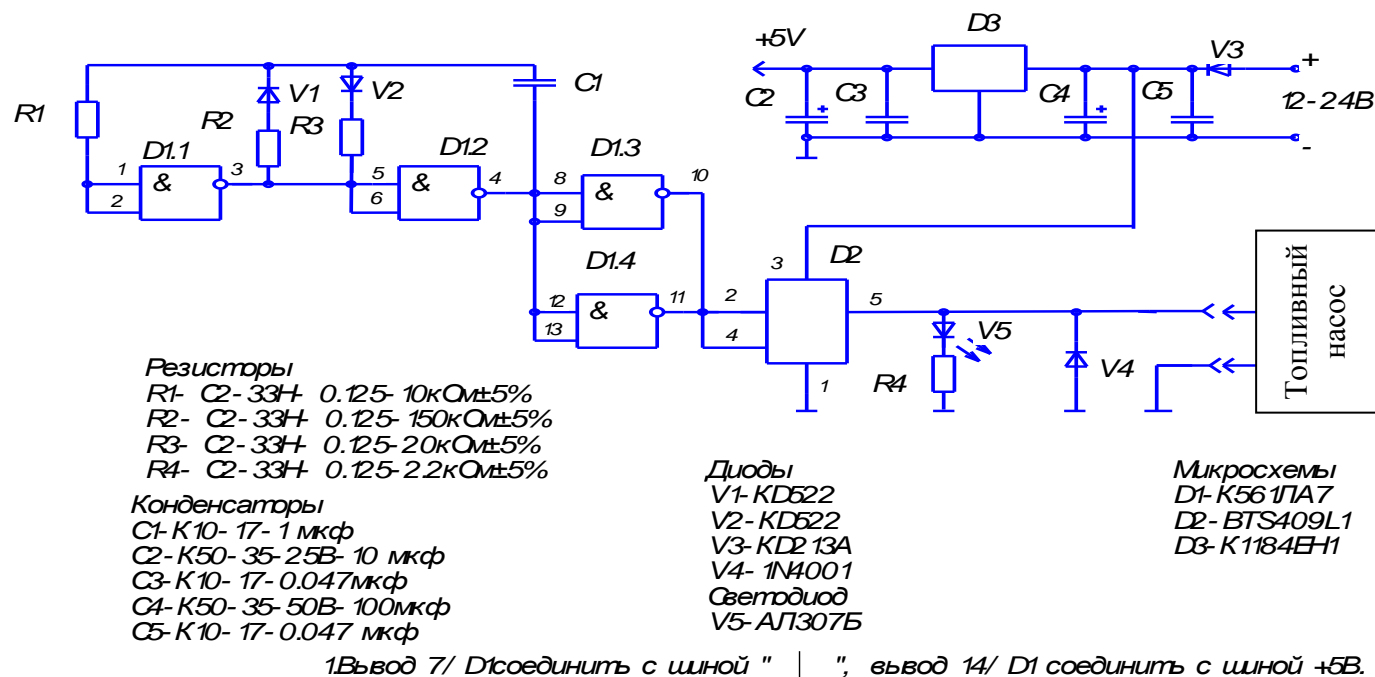 +5V
D3
V3
+
C2
C3
C4
C5
12-24В
-
R1
V1
V2
C1
R2
R3
D1.1
D1.2
D1.3
1
&
3
2
5
&
4
6
8
&
10
9
D1.4
12
&
11
13
D2
3
2
5
4
1
V5
R4
V4
Топливный
насос
Резисторы
R1- С2-33Н- 0.125-10кОм±5%
R2- С2-33Н- 0.125-150кОм±5%
R3- С2-33Н- 0.125-20кОм±5%
R4- С2-33Н- 0.125-2.2кОм±5%
Конденсаторы
С1-К10-17-1 мкф
С2-К50-35-25В-10 мкф
С3-К10-17-0.047мкф
С4-К50-35-50В-100мкф
С5-К10-17-0.047 мкф
Диоды
V1-KD522
V2-KD522
V3-KD213A
V4-1N4001
Светодиод
V5-АЛ307Б
Микросхемы
D1-К561ЛА7
D2-BTS409L1
D3-К1184ЕН1
1.Вывод 7/ D1соединить с шиной " | ", вывод 14/ D1 соединить с шиной +5В.